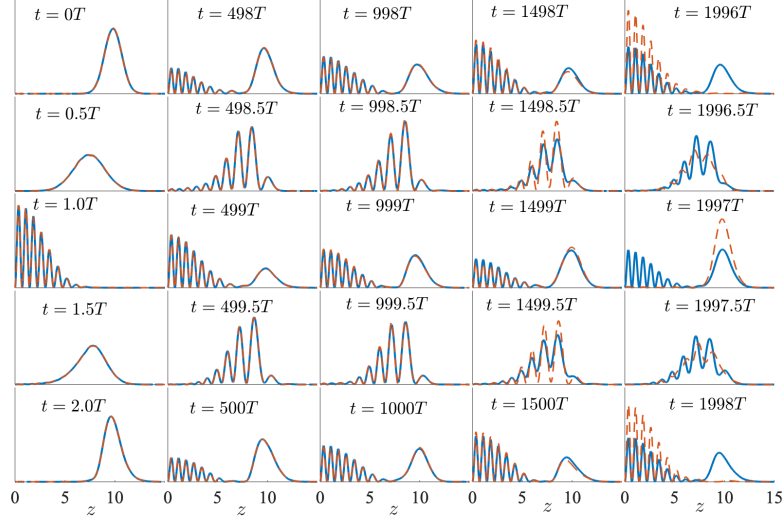 t = 0T t = 498T t = 998T t = 1498T t = 1996T
t = 0.5T t = 498.5T t = 998.5T t = 1498.5T t = 1996.5T
t = 1.0T t = 499T t = 999T t = 1499T t = 1997T
t = 1.5T t = 499.5T t = 999.5T t = 1499.5T t = 1997.5T
t = 2.0T t = 500T t = 1000T t = 1500T t = 1998T
0 5 10 0 5 10 0 5 10 0 5 10 0 5 10 15
z z z z z